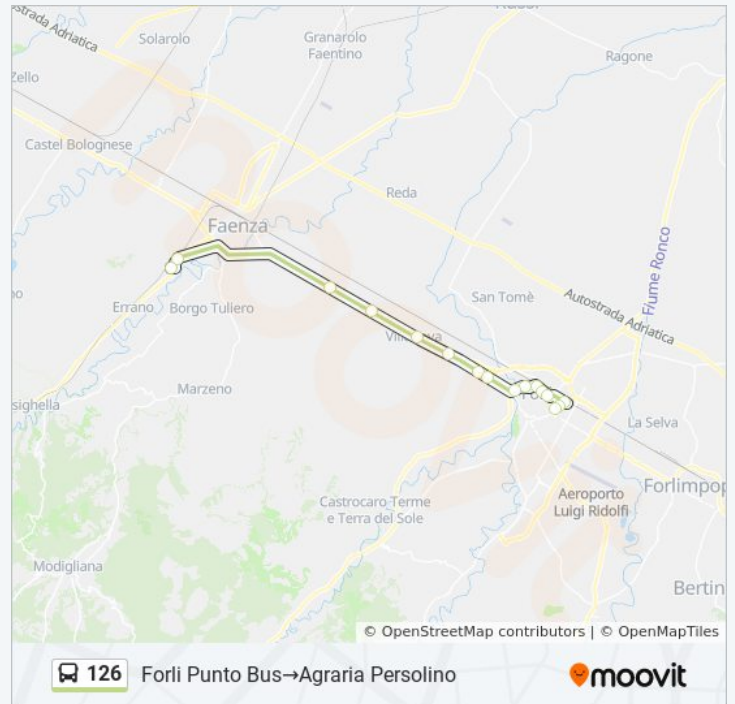 Autostrada Adriatica
Solarolo
Granarolo
Faentino
Ragone
Castel Bolognese
Reda
Faenza
Fiume Ronco
San Tomè
Errano
Borgo Tuliero
Autostrada Adriatica
Marzeno
La Selva
Castrocaro Terme
e Terra del Sole
Aeroporto
Luigi Ridolfi
Modigliana
© OpenStreetMap contributors | © OpenMapTiles
126
Forli Punto Bus→Agraria Persolino
moovit